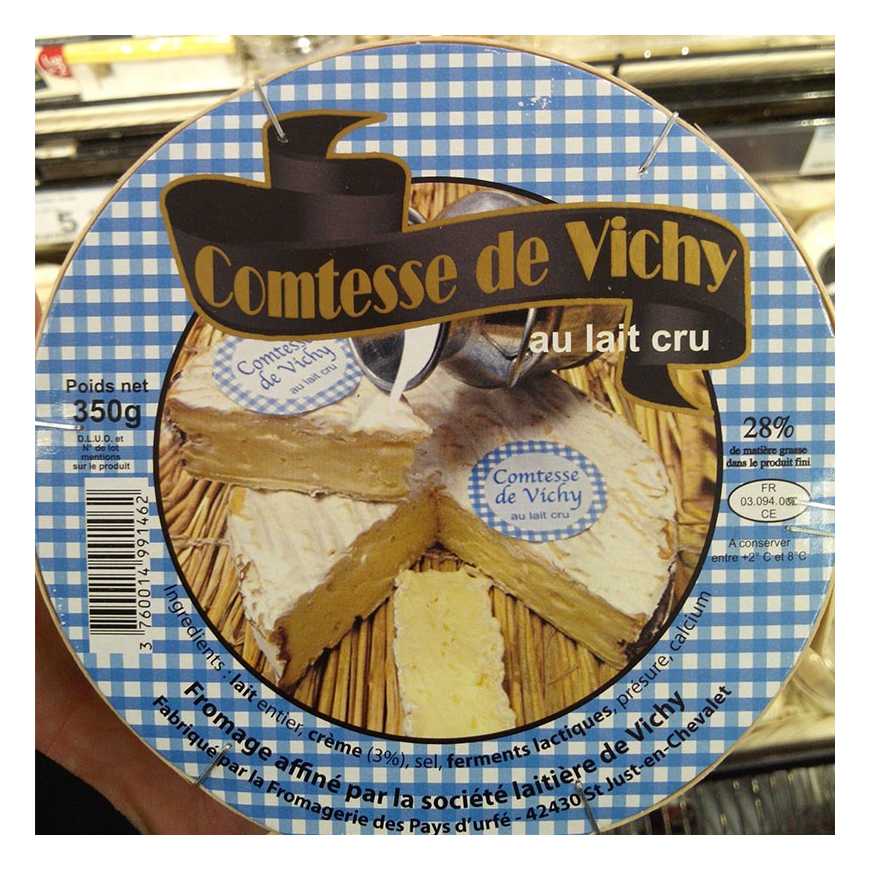 Comtesse de Vichy
au lait cru
Comtesse
de Vichy
au lait cru
Poids net
350g
D.L.U.D. et
N° de lot
mentions
sur le produit
28%
de matière grasse
dans le produit fini
Comtesse
de Vichy
au lait cru
FR
CE
A conserver
entre +2° C et 8°C
3 760014 991462
Ingrédients : lait entier, crème (3%), sel, ferments lactiques, présure, calcium
Fromage affiné par la société laitière de Vichy
Fabriqué par la Fromagerie des Pays d'urfé - 42430 St Just-en-Chevalet
5